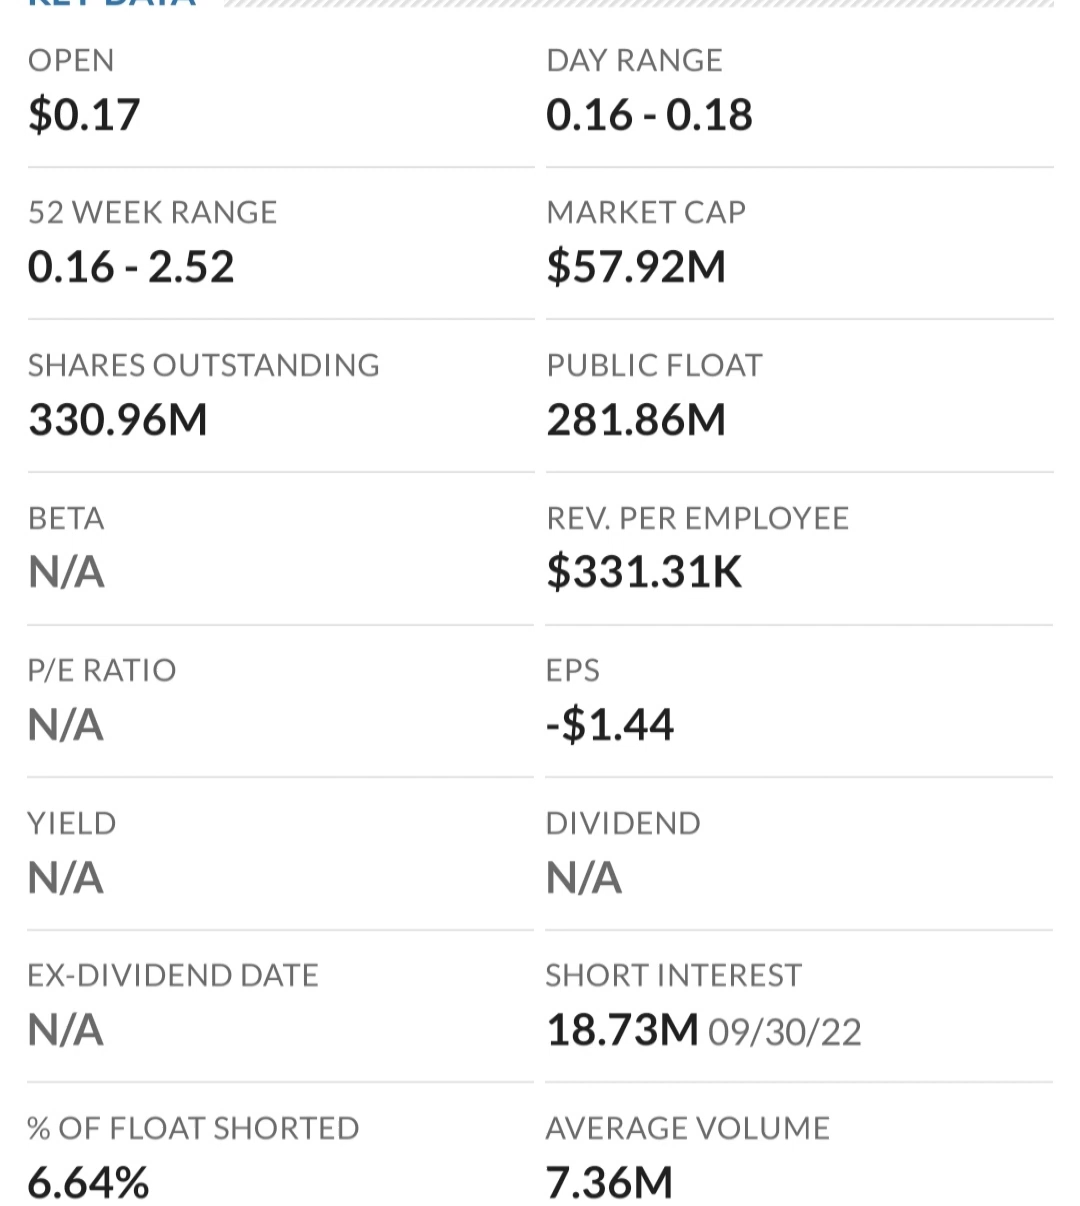 KEY DATA
OPEN
$0.17
DAY RANGE
0.16 - 0.18
52 WEEK RANGE
0.16 - 2.52
MARKET CAP
$57.92M
SHARES OUTSTANDING
330.96M
PUBLIC FLOAT
281.86M
BETA
N/A
REV. PER EMPLOYEE
$331.31K
P/E RATIO
N/A
EPS
-$1.44
YIELD
N/A
DIVIDEND
N/A
EX-DIVIDEND DATE
N/A
SHORT INTEREST
18.73M 09/30/22
% OF FLOAT SHORTED
6.64%
AVERAGE VOLUME
7.36M